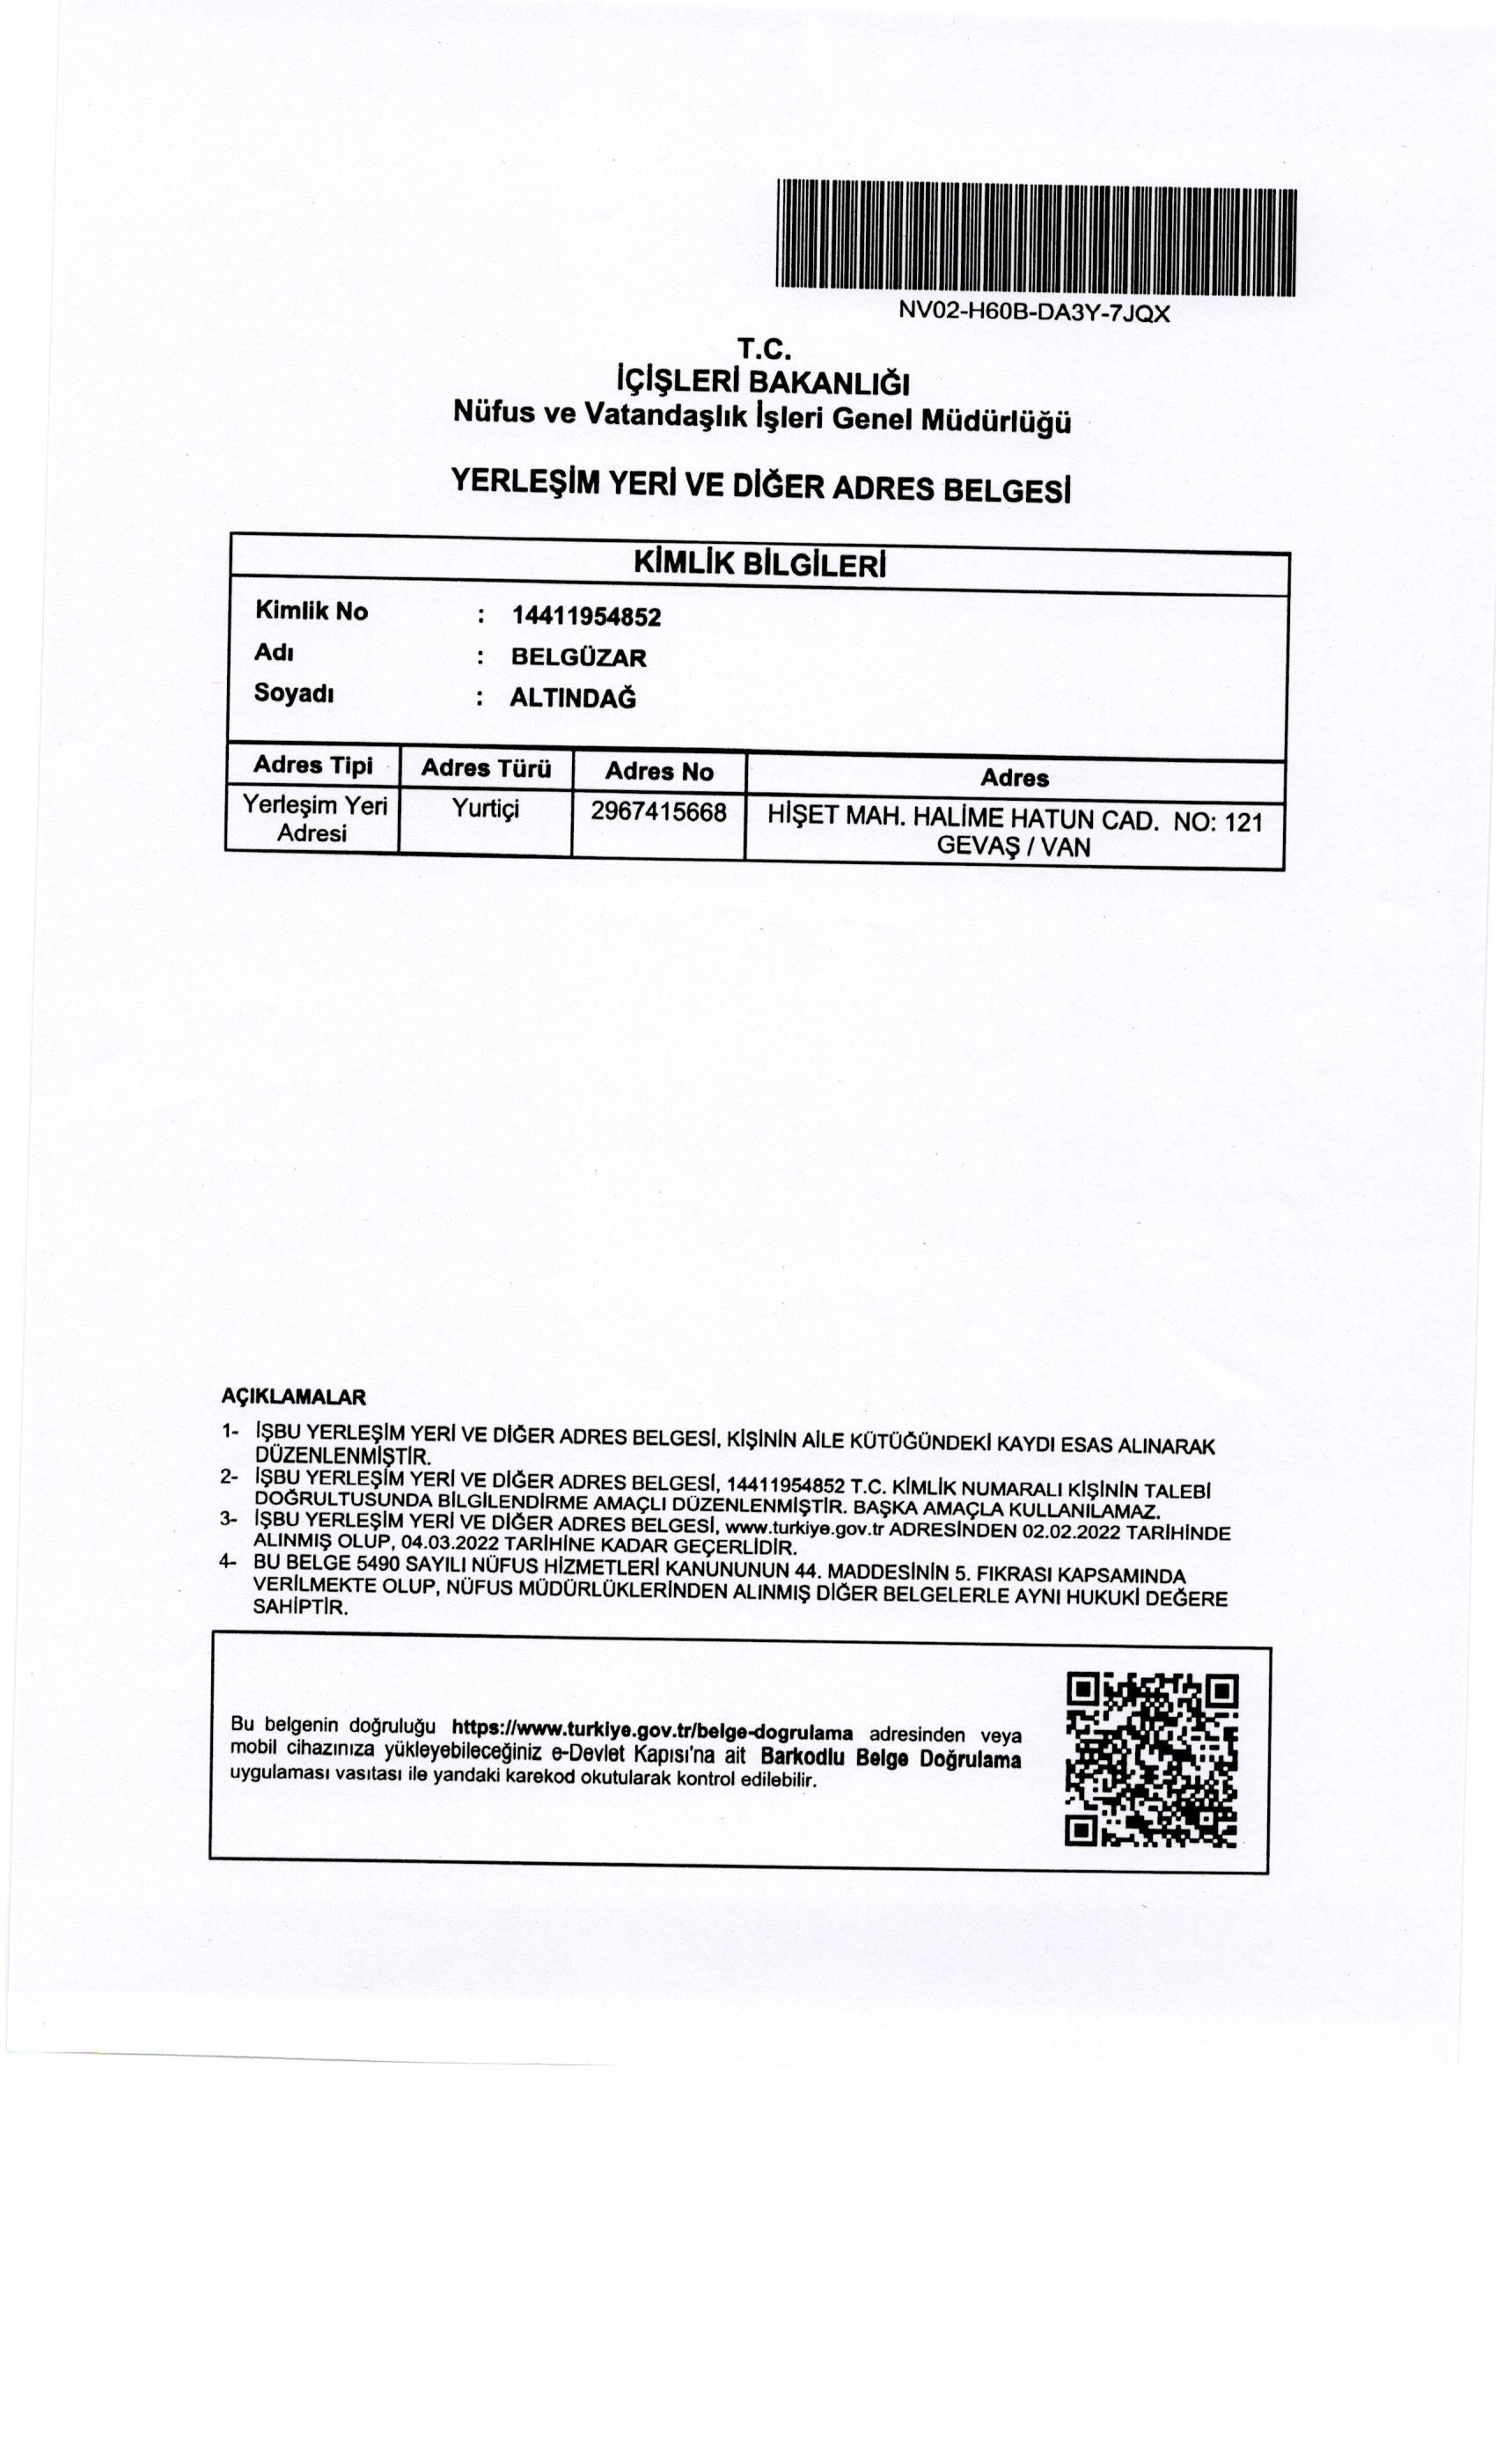 NV02-H60B-DA3Y-7JQX
T.C.
İÇİŞLERİ BAKANLIĞI
Nüfus ve Vatandaşlık İşleri Genel Müdürlüğü
YERLEŞİM YERİ VE DİĞER ADRES BELGESİ
KİMLİK BİLGİLERİ
Kimlik No : 14411954852
Adı : BELGÜZAR
Soyadı : ALTINDAĞ
Adres Tipi Adres Türü Adres No Adres
Yerleşim Yeri Yurtiçi 2967415668 HİŞET MAH. HALİME HATUN CAD. NO: 121
Adresi GEVAŞ / VAN
AÇIKLAMALAR
1- İŞBU YERLEŞİM YERİ VE DİĞER ADRES BELGESİ, KİŞİNİN AİLE KÜTÜĞÜNDEKİ KAYDI ESAS ALINARAK
DÜZENLENMİŞTİR.
2- İŞBU YERLEŞİM YERİ VE DİĞER ADRES BELGESİ, 14411954852 T.C. KİMLİK NUMARALI KİŞİNİN TALEBİ
DOĞRULTUSUNDA BİLGİLENDİRME AMAÇLI DÜZENLENMİŞTİR. BAŞKA AMAÇLA KULLANILAMAZ.
3- İŞBU YERLEŞİM YERİ VE DİĞER ADRES BELGESİ, www.turkiye.gov.tr ADRESİNDEN 02.02.2022 TARİHİNDE
ALINMIŞ OLUP, 04.03.2022 TARİHİNE KADAR GEÇERLİDİR.
4- BU BELGE 5490 SAYILI NÜFUS HİZMETLERİ KANUNUNUN 44. MADDESİNİN 5. FIKRASI KAPSAMINDA
VERİLMEKTE OLUP, NÜFUS MÜDÜRLÜKLERİNDEN ALINMIŞ DİĞER BELGELERLE AYNI HUKUKİ DEĞERE
SAHİPTİR.
Bu belgenin doğruluğu https://www.turkiye.gov.tr/belge-dogrulama adresinden veya
mobil cihazınıza yükleyebileceğiniz e-Devlet Kapısı'na ait Barkodlu Belge Doğrulama
uygulaması vasıtası ile yandaki karekod okutularak kontrol edilebilir.